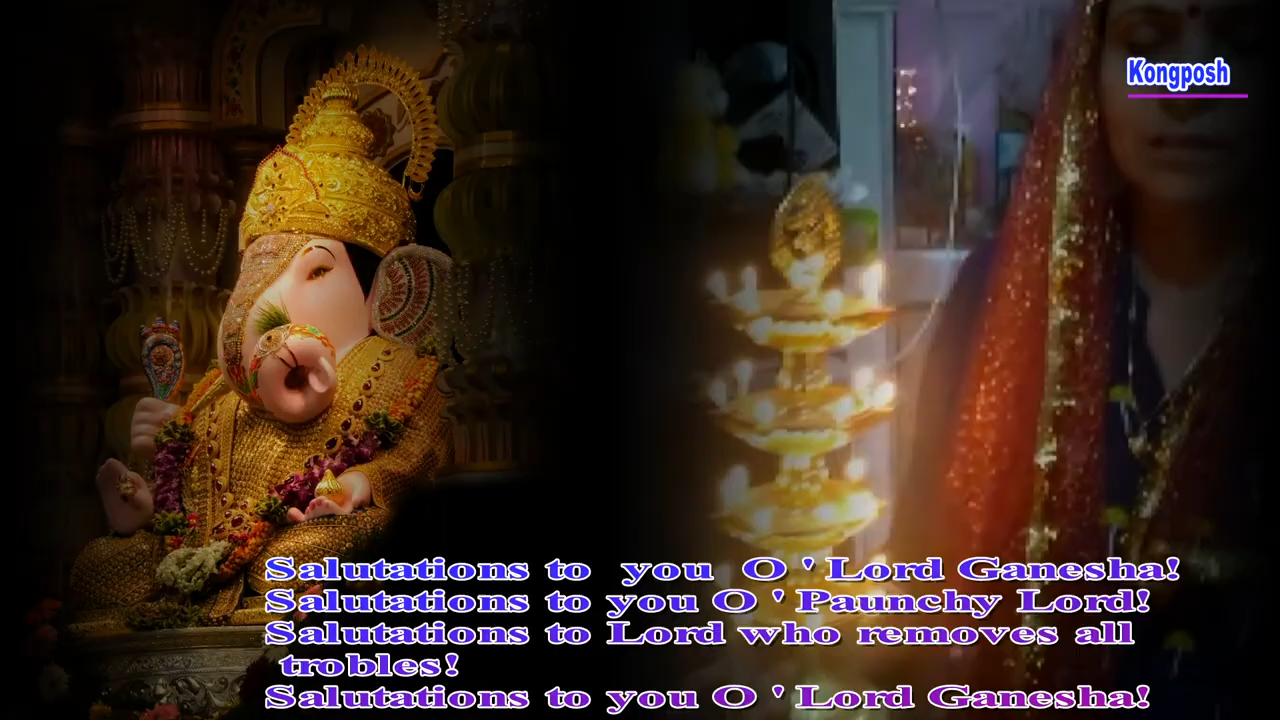 Kongposh
Salutations to you O ' Lord Ganesha!
Salutations to you O ' Paunchy Lord!
Salutations to Lord who removes all
trobles!
Salutations to you O ' Lord Ganesha!